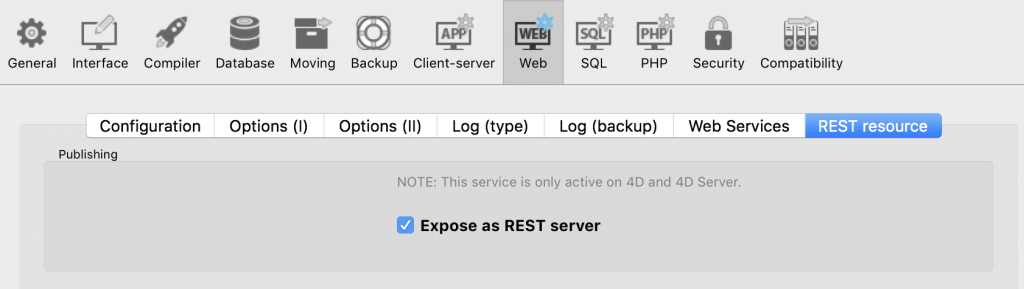 APP WEB SQL PHP
General Interface Compiler Database Moving Backup Client-server Web SQL PHP Security Compatibility
Configuration Options (I) Options (II) Log (type) Log (backup) Web Services REST resource
Publishing
NOTE: This service is only active on 4D and 4D Server.
Expose as REST server